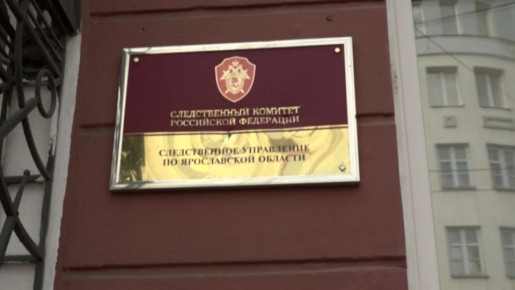 СЛЕДСТВЕННЫЙ КОМИТЕТ
РОССИЙСКОЙ ФЕДЕРАЦИИ
СЛЕДСТВЕННОЕ УПРАВЛЕНИЕ
ПО ЯРОСЛАВСКОЙ ОБЛАСТИ